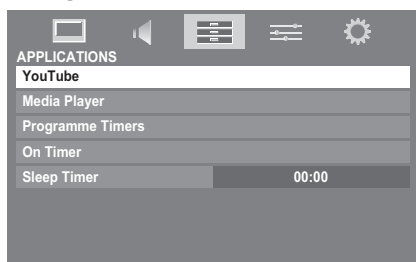 APPLICATIONS
YouTube
Media Player
Programme Timers
On Timer
Sleep Timer 00:00